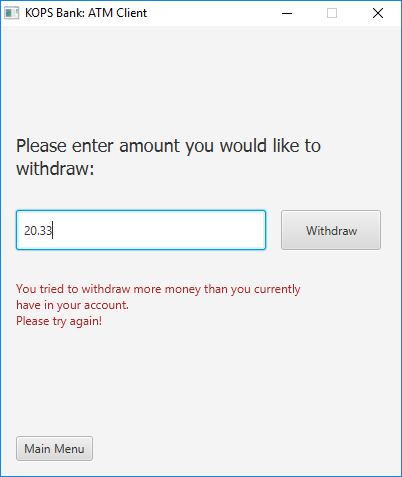 KOPS Bank: ATM Client
Please enter amount you would like to
withdraw:
20.33
Withdraw
You tried to withdraw more money than you currently
have in your account.
Please try again!
Main Menu